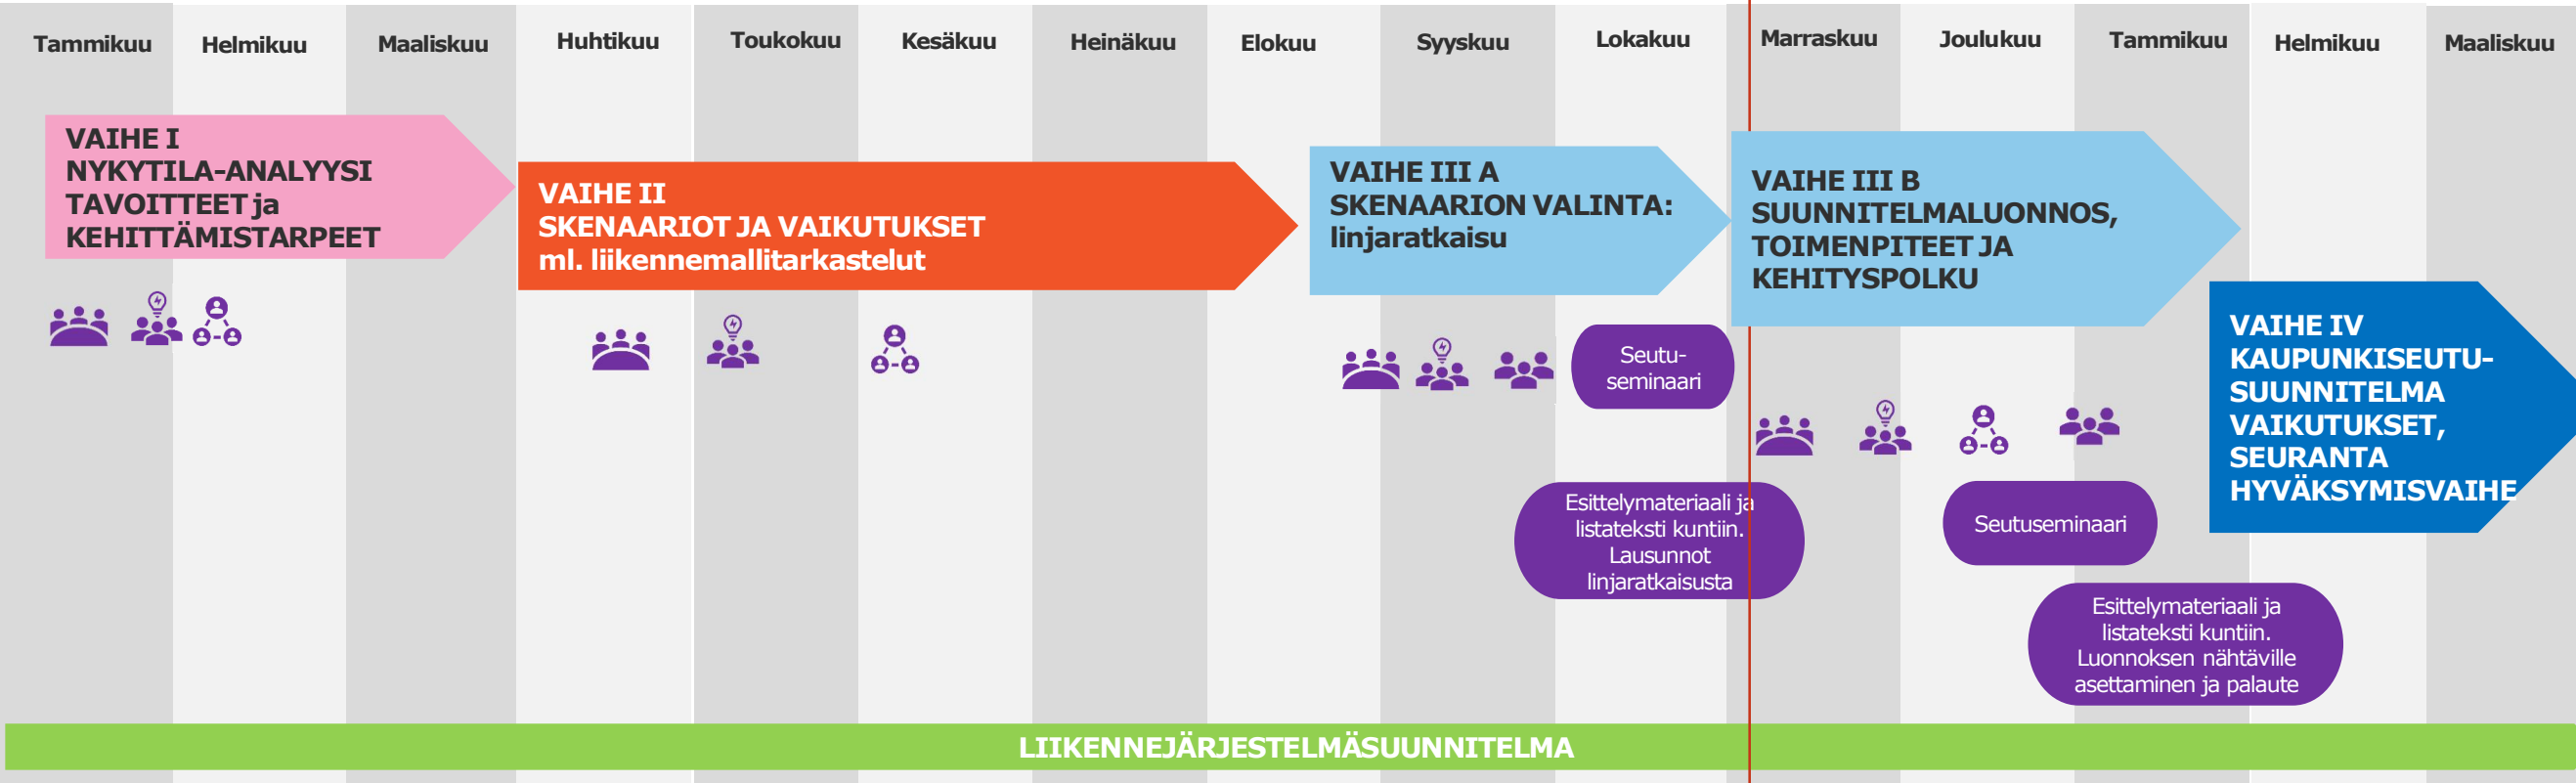 Tammikuu
Helmikuu
Maaliskuu
Huhtikuu
Toukokuu
Kesäkuu
Heinäkuu
Elokuu
Syyskuu
Lokakuu
Marraskuu
Joulukuu
Tammikuu
Helmikuu
Maaliskuu
VAIHE I
NYKYTILA-ANALYYSI
TAVOITTEET ja
KEHITTÄMISTARPEET
VAIHE II
SKENAARIOT JA VAIKUTUKSET
ml. liikennemallitarkastelut
VAIHE III A
SKENAARION VALINTA:
linjaratkaisu
VAIHE III B
SUUNNITELMALUONNOS,
TOIMENPITEET JA
KEHITYSPOLKU
VAIHE IV
KAUPUNKISEUTU-
SUUNNITELMA
VAIKUTUKSET,
SEURANTA
HYVÄKSYMISVAIHE
Seutu-
seminaari
Esittelymateriaali ja
listateksti kuntiin.
Lausunnot
linjaratkaisusta
Seutuseminaari
Esittelymateriaali ja
listateksti kuntiin.
Luonnoksen nähtäville
asettaminen ja palaute
LIIKENNEJÄRJESTELMÄSUUNNITELMA